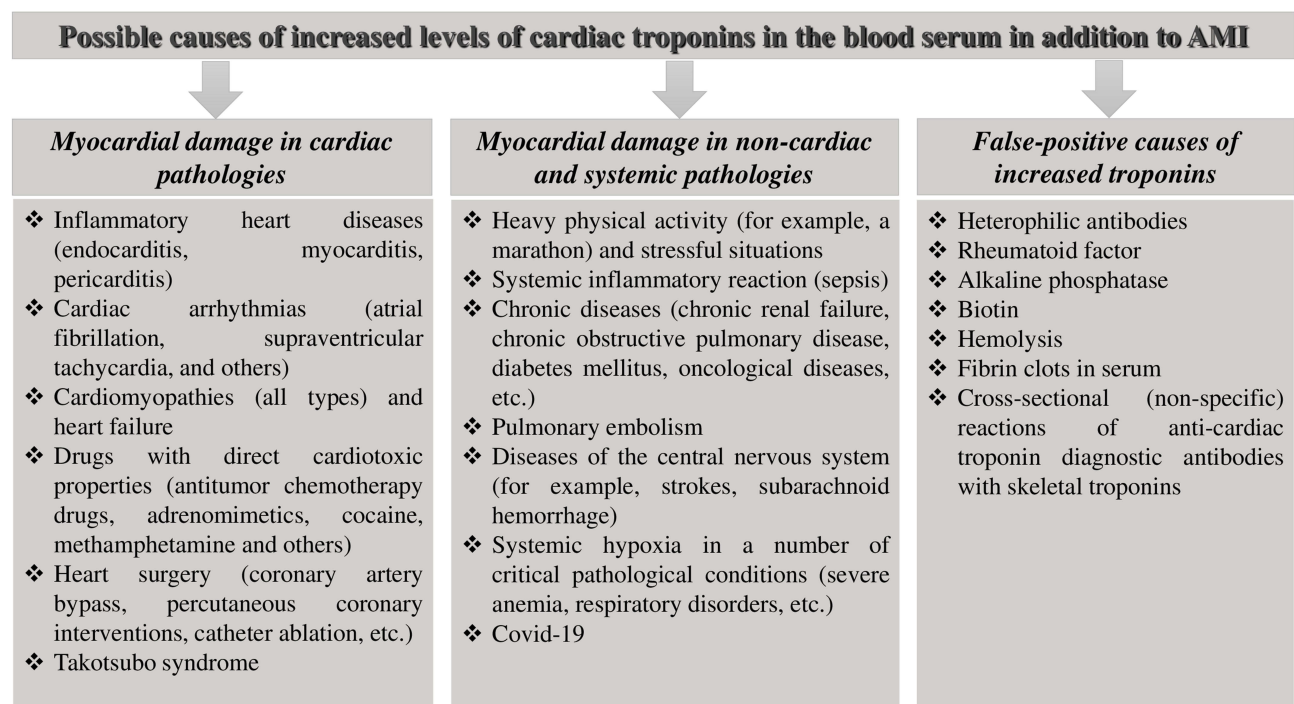 Possible causes of increased levels of cardiac troponins in the blood serum in addition to AMI
Myocardial damage in cardiac
pathologies
❖ Inflammatory heart diseases
(endocarditis, myocarditis,
pericarditis)
❖ Cardiac arrhythmias (atrial
fibrillation, supraventricular
tachycardia, and others)
❖ Cardiomyopathies (all types) and
heart failure
❖ Drugs with direct cardiotoxic
properties (antitumor chemotherapy
drugs, adrenomimetics, cocaine,
methamphetamine and others)
❖ Heart surgery (coronary artery
bypass, percutaneous coronary
interventions, catheter ablation, etc.)
❖ Takotsubo syndrome
Myocardial damage in non-cardiac
and systemic pathologies
❖ Heavy physical activity (for example, a
marathon) and stressful situations
❖ Systemic inflammatory reaction (sepsis)
❖ Chronic diseases (chronic renal failure,
chronic obstructive pulmonary disease,
diabetes mellitus, oncological diseases,
etc.)
❖ Pulmonary embolism
❖ Diseases of the central nervous system
(for example, strokes, subarachnoid
hemorrhage)
❖ Systemic hypoxia in a number of
critical pathological conditions (severe
anemia, respiratory disorders, etc.)
❖ Covid-19
False-positive causes of
increased troponins
❖ Heterophilic antibodies
❖ Rheumatoid factor
❖ Alkaline phosphatase
❖ Biotin
❖ Hemolysis
❖ Fibrin clots in serum
❖ Cross-sectional (non-specific)
reactions of anti-cardiac
troponin diagnostic antibodies
with skeletal troponins